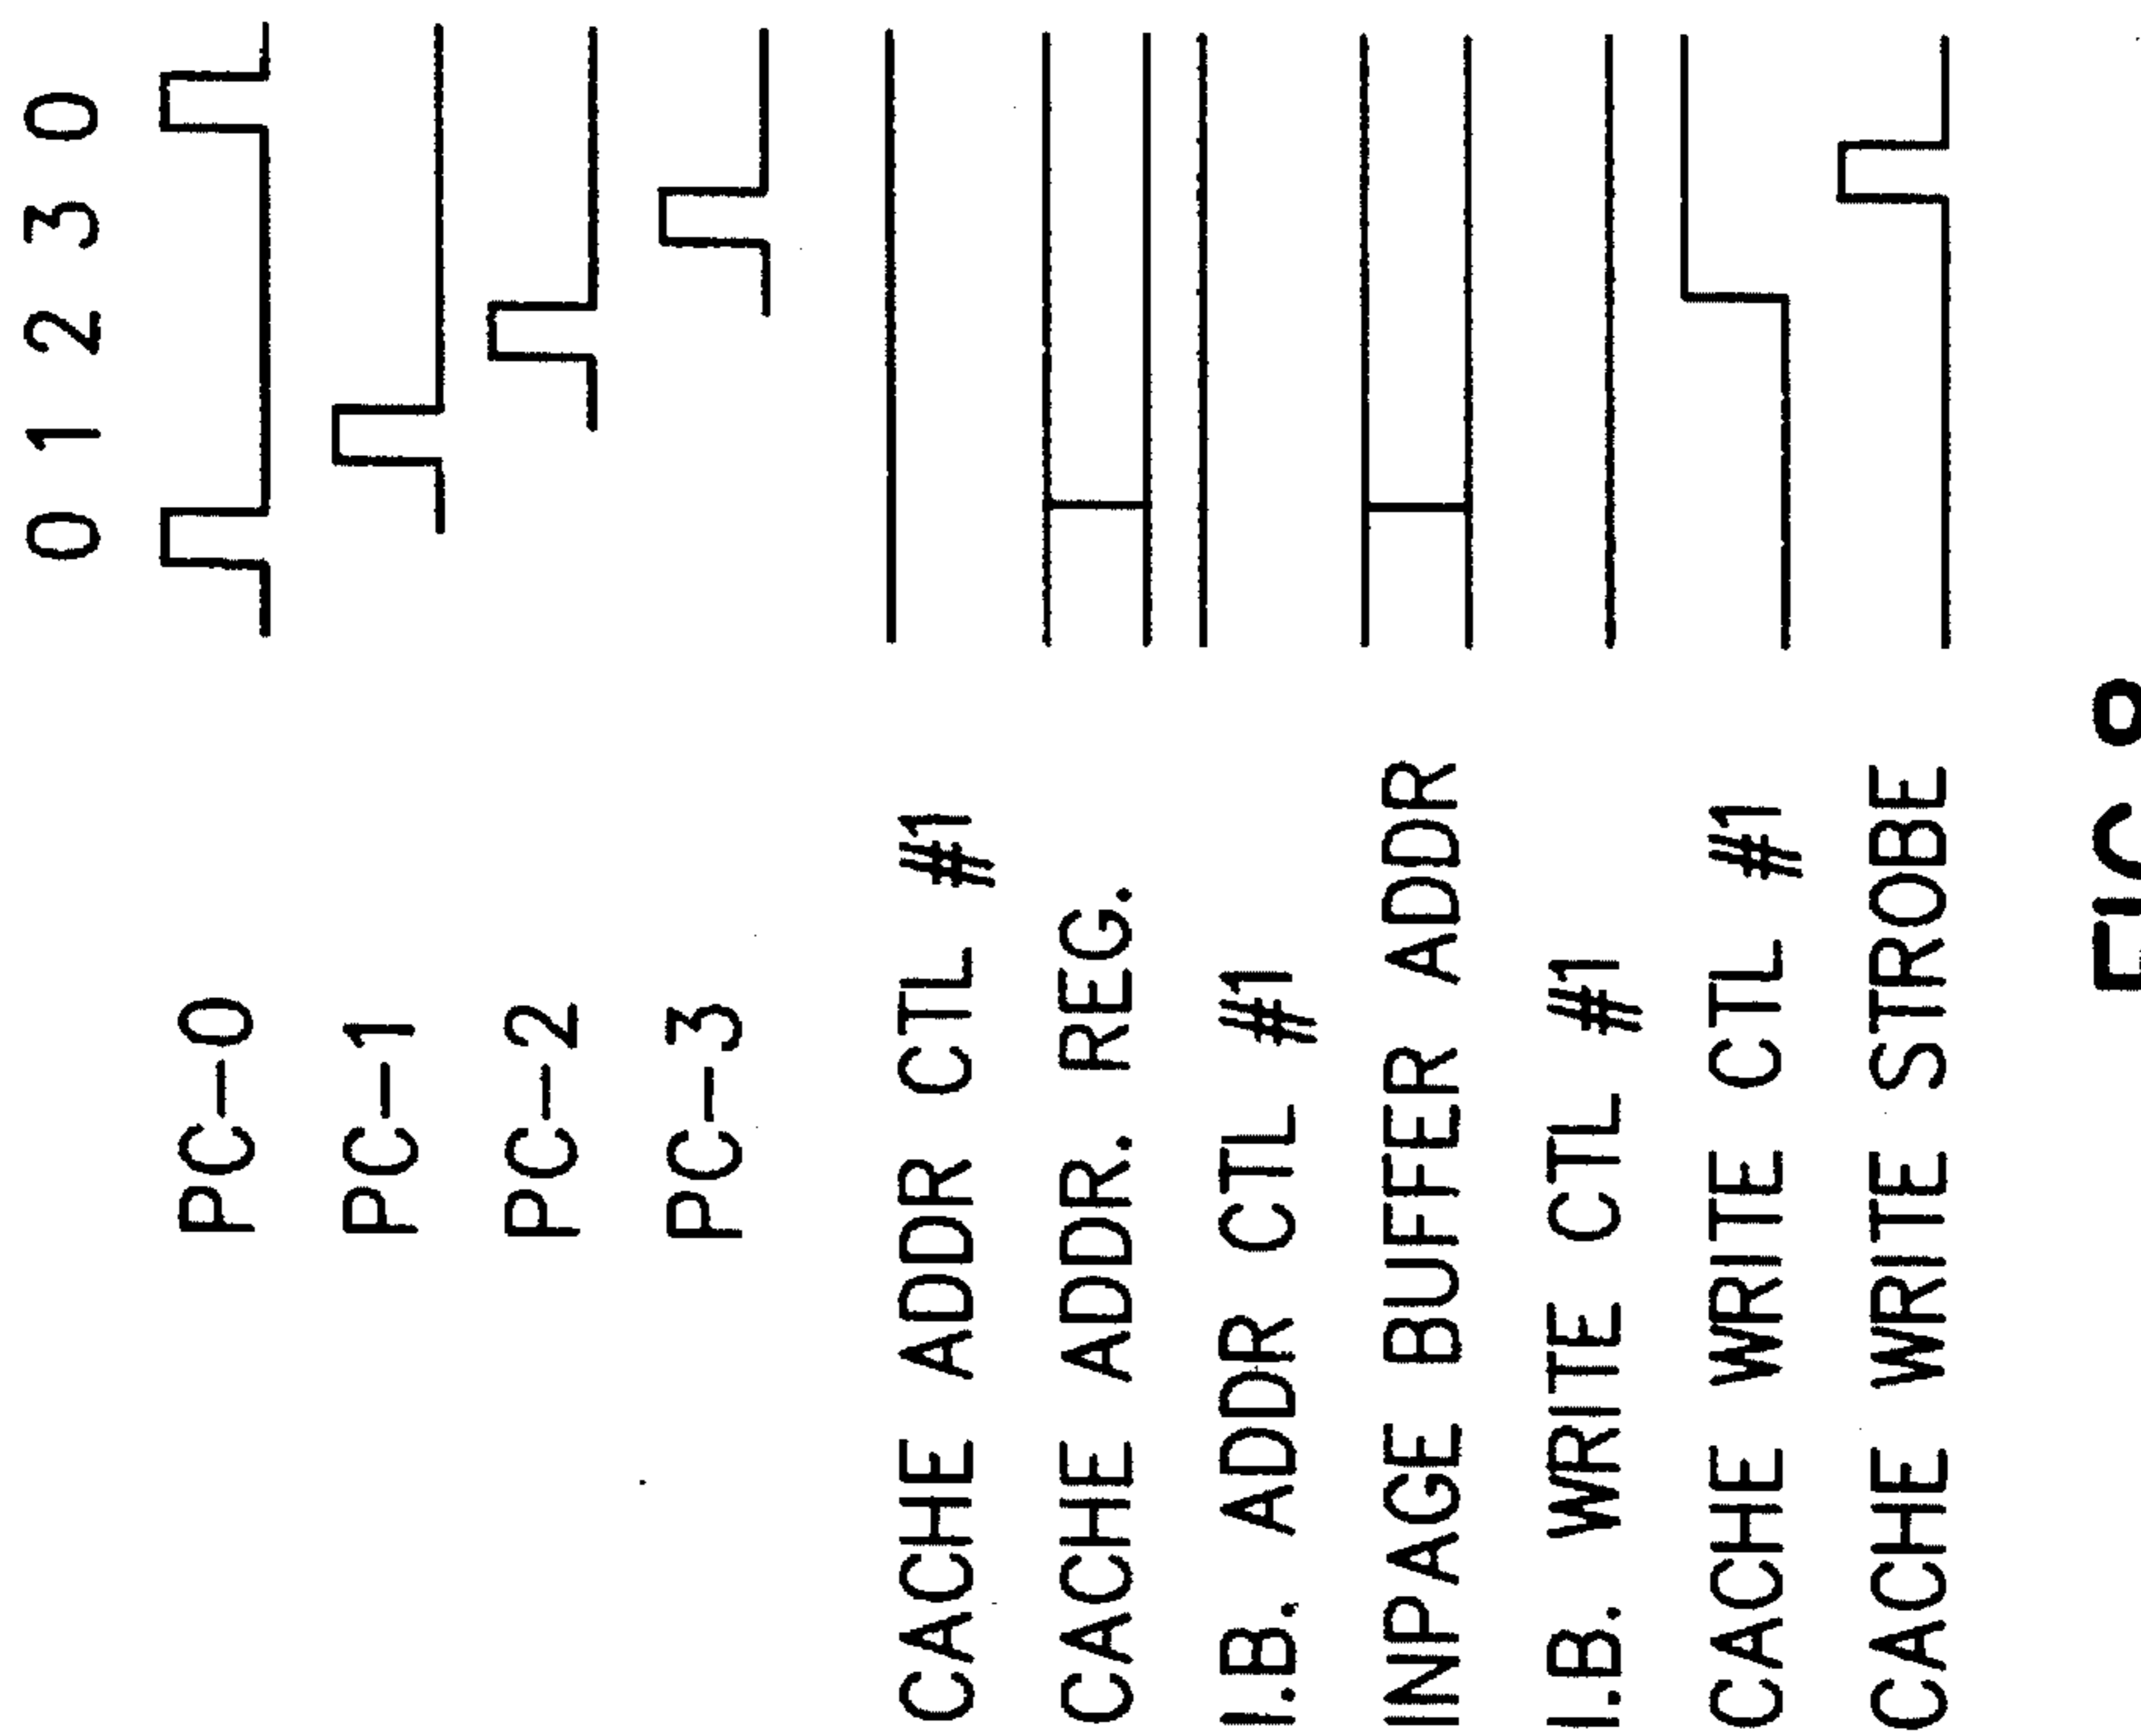 0 1 2 3 0
PC-0
PC-1
PC-2
PC-3
CACHE ADDR CTL #1
CACHE ADDR. REG.
I.B. ADDR CTL #1
INPAGE BUFFER ADDR
I.B. WRITE CTL #1
CACHE WRITE CTL #1
CACHE WRITE STROBE